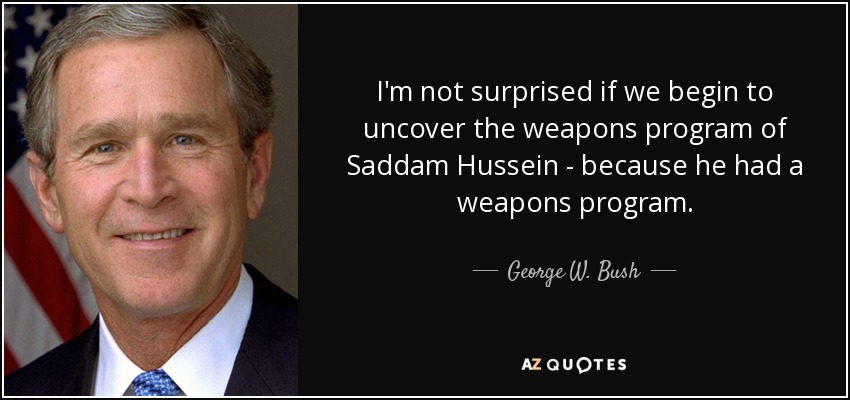 I'm not surprised if we begin to
uncover the weapons program of
Saddam Hussein - because he had a
weapons program.
George W. Bush
AZ QUOTES